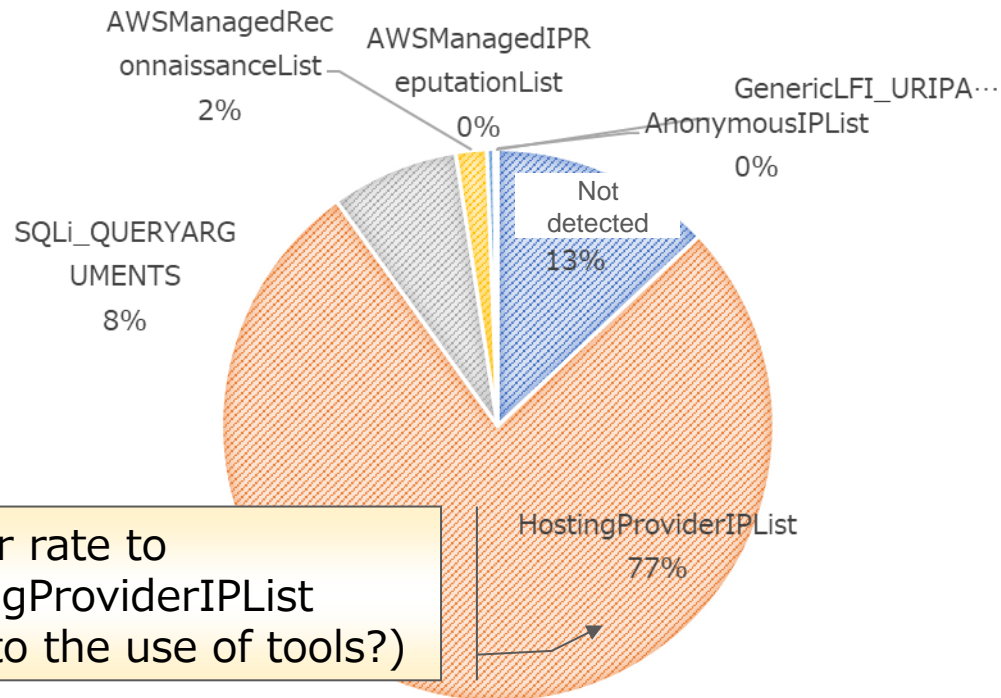 AWSManagedRec
onnaissanceList
2%
AWSManagedIPR
eputationList
0%
GenericLFI_URIPA…
AnonymousIPList
0%
Not
detected
13%
SQLi_QUERYARG
UMENTS
8%
HostingProviderIPList
77%
rate to
gProviderIPList
to the use of tools?)